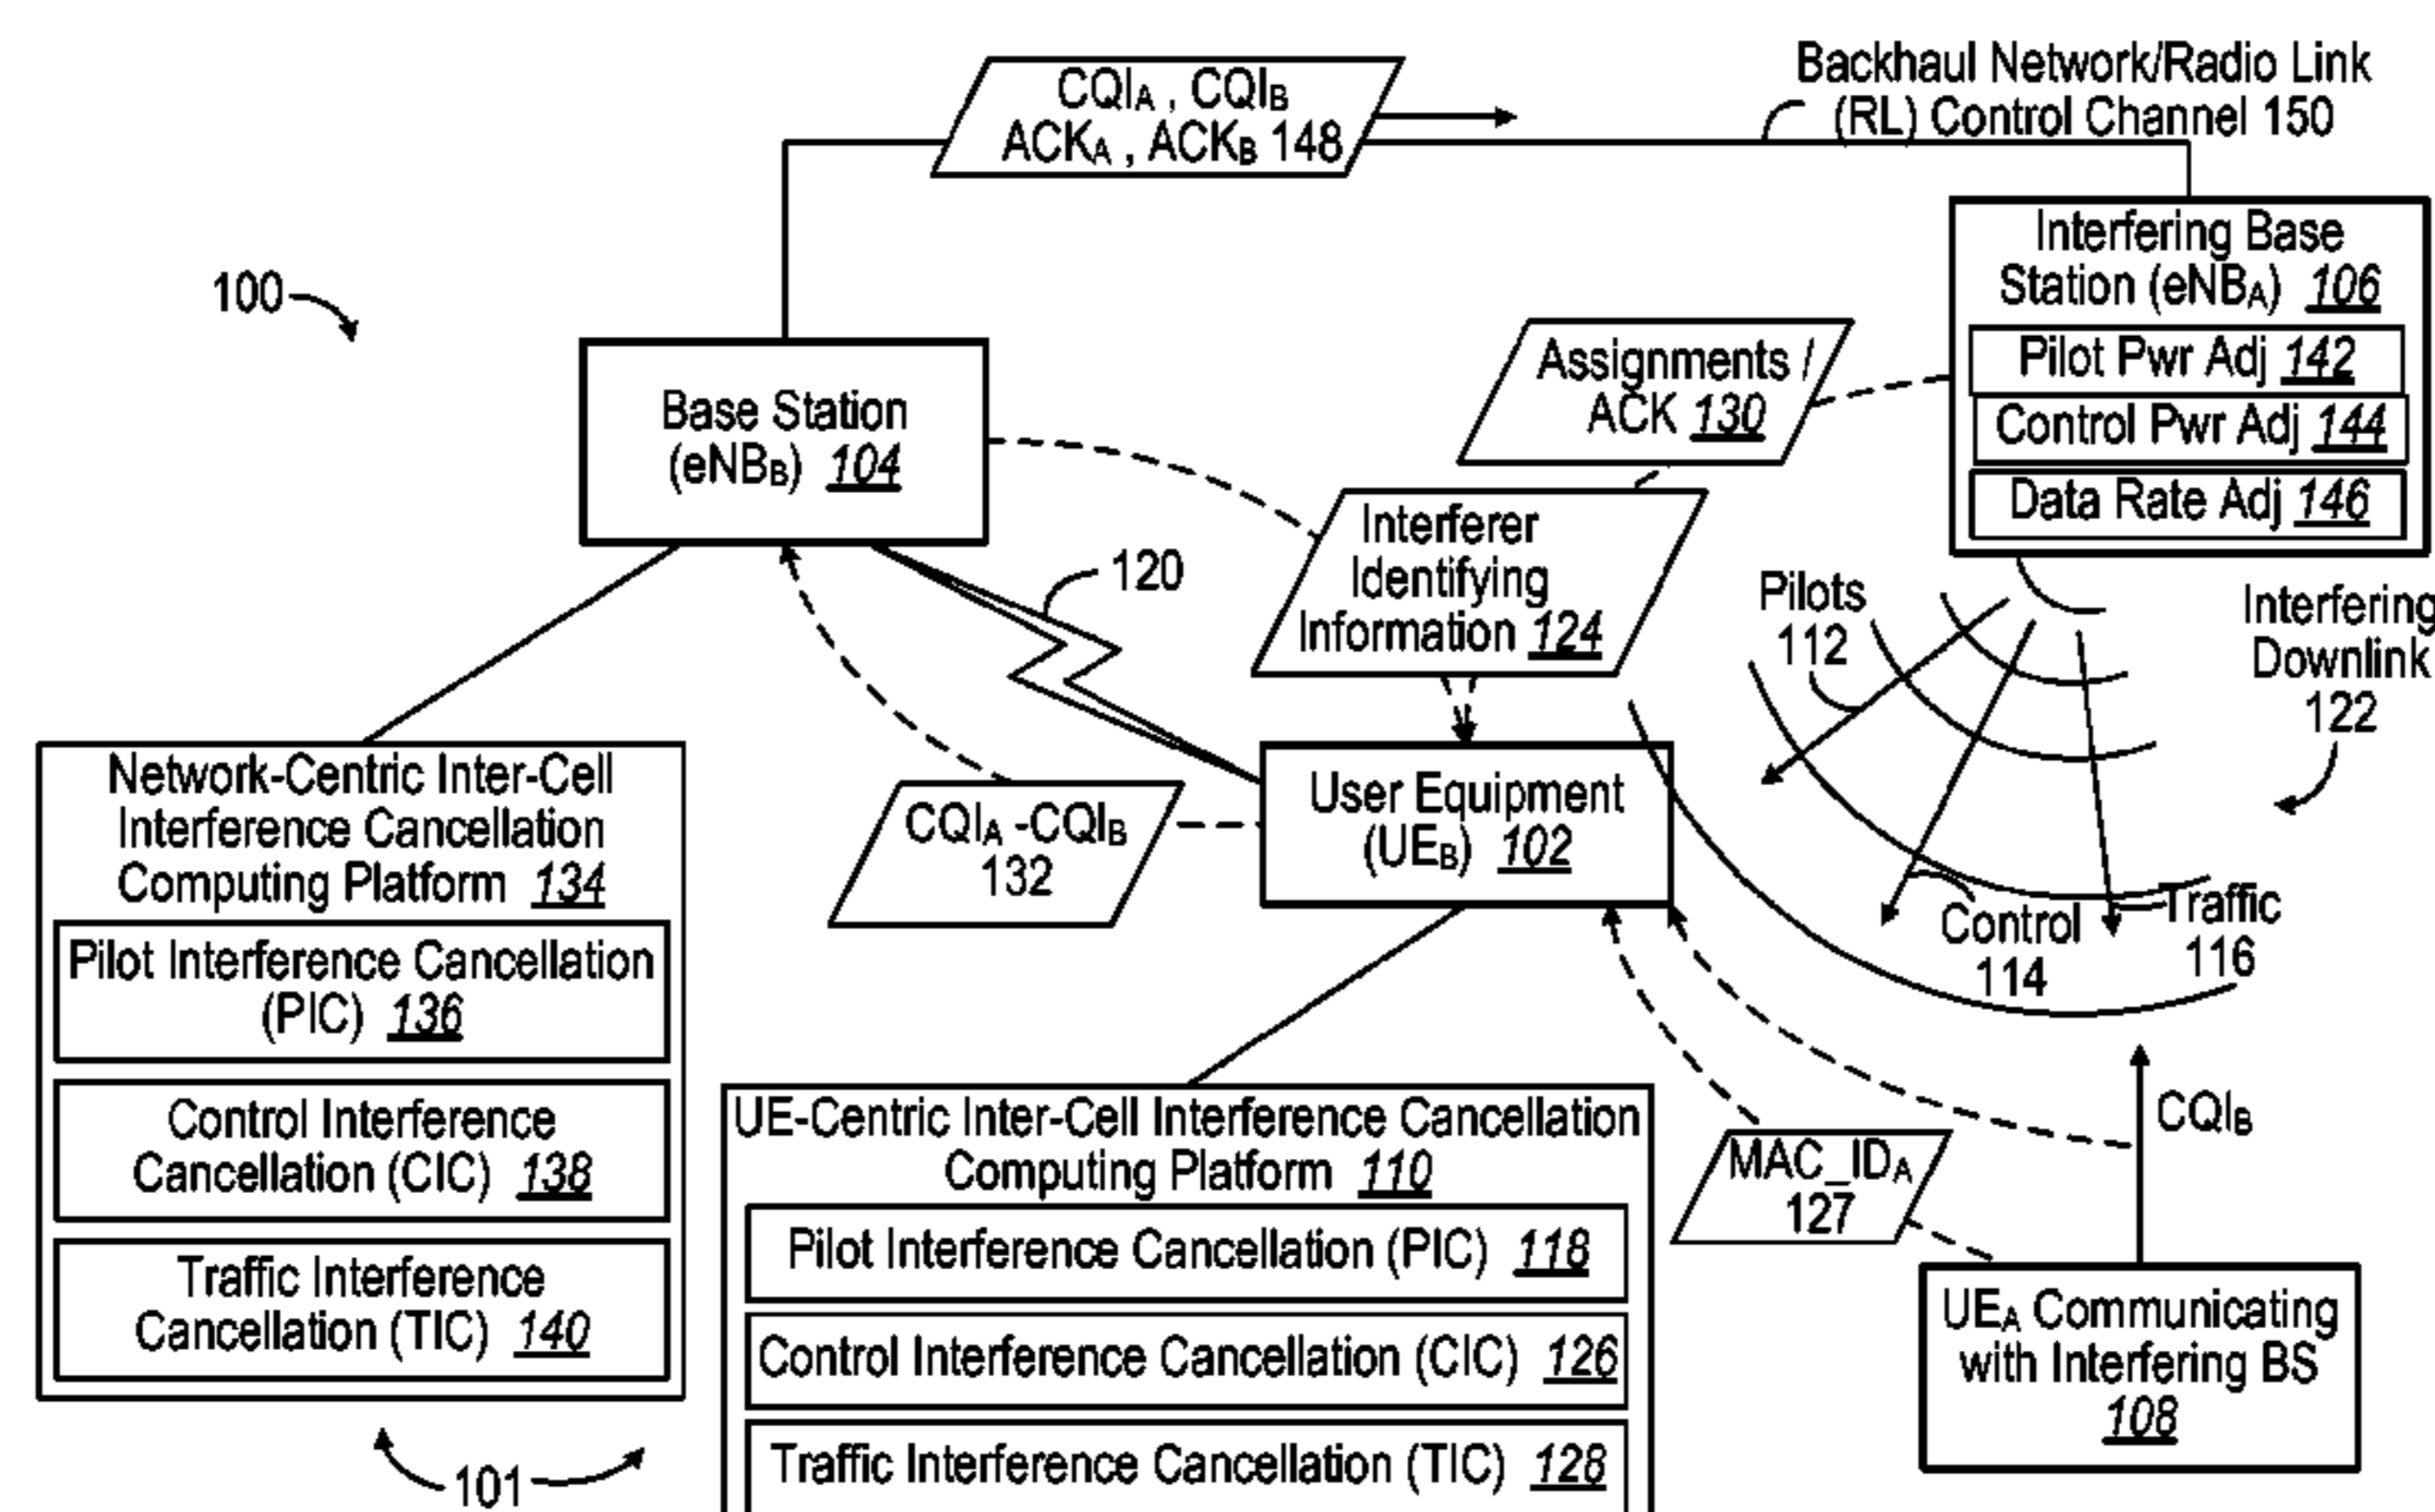 CQIA , CQIB
ACKA , ACKB 148
Backhaul Network/Radio Link
(RL) Control Channel 150
100
Interfering Base
Station (eNBA) 106
Pilot Pwr Adj 142
Control Pwr Adj 144
Data Rate Adj 146
Assignments /
ACK 130
Base Station
(eNBB) 104
Interferer
Identifying
Information 124
120
Pilots
112
Interfering
Downlink
122
Network-Centric Inter-Cell
Interference Cancellation
Computing Platform 134
Pilot Interference Cancellation
(PIC) 136
Control Interference
Cancellation (CIC) 138
Traffic Interference
Cancellation (TIC) 140
CQIA -CQIB
132
User Equipment
(UEB) 102
Control
114
Traffic
116
UE-Centric Inter-Cell Interference Cancellation
Computing Platform 110
Pilot Interference Cancellation (PIC) 118
Control Interference Cancellation (CIC) 126
Traffic Interference Cancellation (TIC) 128
MAC_IDA
127
CQIB
UEA Communicating
with Interfering BS
108
101